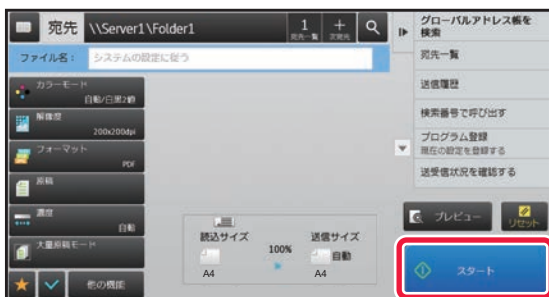 宛先 \\Server1\Folder1
1
宛先一覧
+
次宛先
ファイル名： システムの設定に従う
カラーモード
自動/白黒2値
解像度
200x200dpi
フォーマット
PDF
原稿
濃度
自動
大量原稿モード
他の機能
読込サイズ
A4
100%
送信サイズ
自動
A4
グローバルアドレス帳を
検索
宛先一覧
送信履歴
検索番号で呼び出す
プログラム登録
現在の設定を登録する
送受信状況を確認する
プレビュー
リセット
スタート